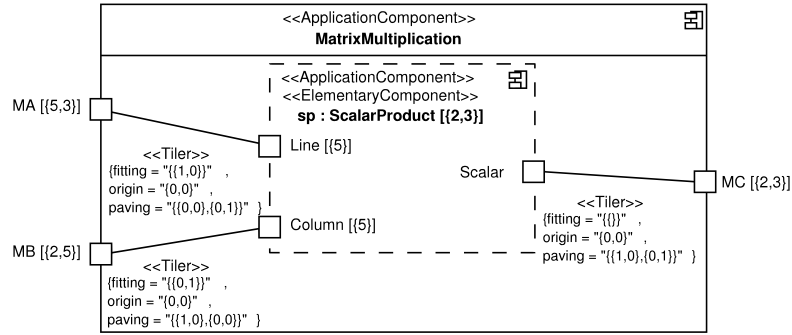 <<ApplicationComponent>>
MatrixMultiplication
<<ApplicationComponent>>
<<ElementaryComponent>>
sp : ScalarProduct [{2,3}]
MA [{5,3}]
Line [{5}]
<<Tiler>>
{fitting = "{{1,0}}" ,
origin = "{0,0}" ,
paving = "{{0,0},{0,1}}" }
Scalar
MC [{2,3}]
<<Tiler>>
{fitting = "{{}}" ,
origin = "{0,0}" ,
paving = "{{1,0},{0,1}}" }
Column [{5}]
MB [{2,5}]
<<Tiler>>
{fitting = "{{0,1}}" ,
origin = "{0,0}" ,
paving = "{{1,0},{0,0}}" }